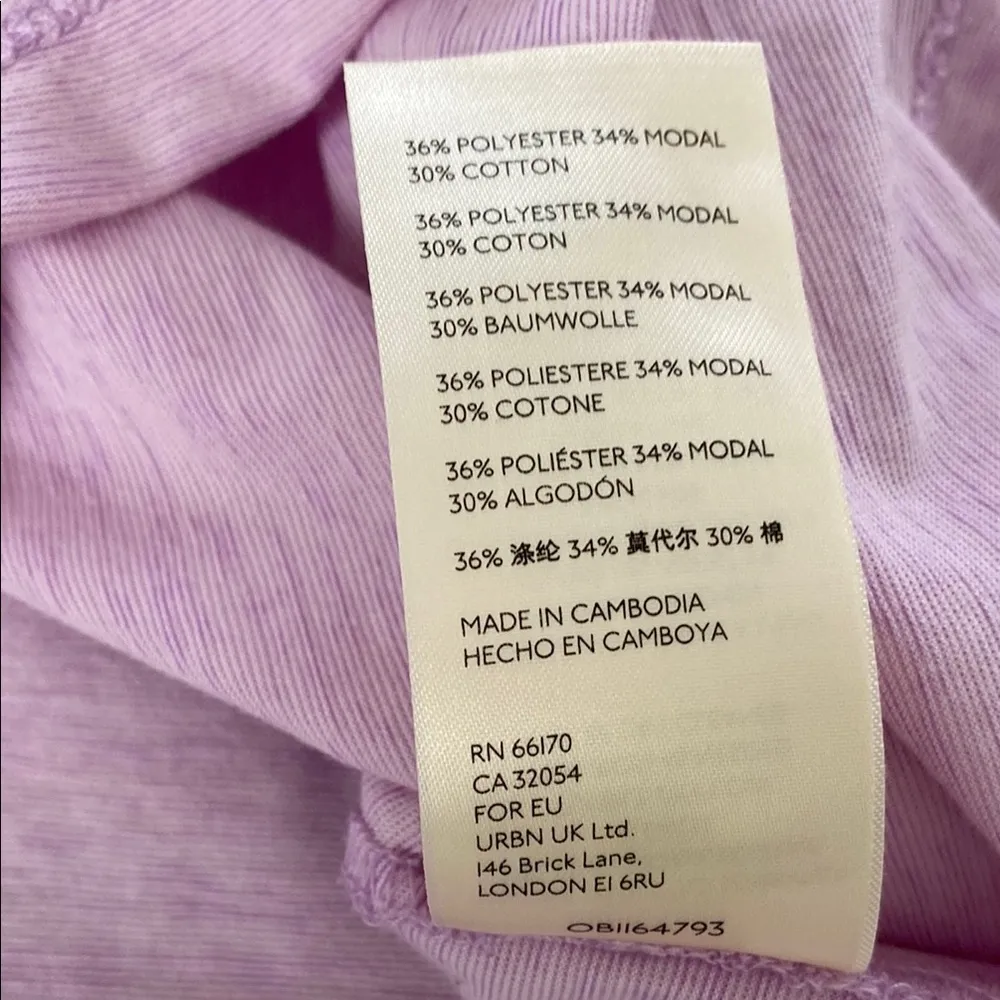 36% POLYESTER 34% MODAL
30% COTTON
36% POLYESTER 34% MODAL
30% COTON
36% POLYESTER 34% MODAL
30% BAUMWOLLE
36% POLIESTERE 34% MODAL
30% COTONE
36% POLIÉSTER 34% MODAL
30% ALGODÓN
36% 涤纶 34% 莫代尔 30% 棉
MADE IN CAMBODIA
HECHO EN CAMBOYA
RN 66170
CA 32054
FOR EU
URBN UK Ltd.
146 Brick Lane,
LONDON E1 6RU
OB1164793